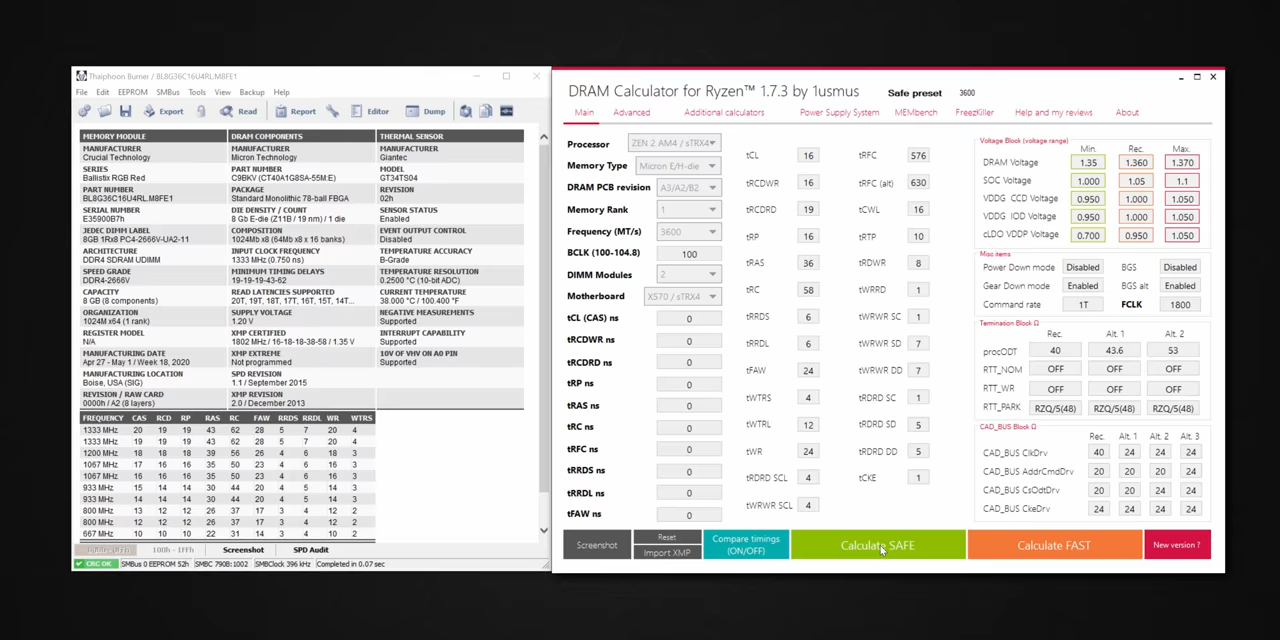 Thaiphoon Burner / BL8G36C16U4RL.M8FE1
File Edit EEPROM SMBus Tools View Backup Help
Export Read Report Editor Dump
MEMORY MODULE DRAM COMPONENTS THERMAL SENSOR
MANUFACTURER MANUFACTURER MANUFACTURER
Crucial Technology Micron Technology Giantec
SERIES PART NUMBER MODEL
Ballistix RGB Red C9BKV (CT40A1G8SA-55M:E) GT34TS04
PART NUMBER PACKAGE REVISION
BL8G36C16U4RL.M8FE1 Standard Monolithic 78-ball FBGA 02h
SERIAL NUMBER DIE DENSITY / COUNT SENSOR STATUS
E35900B7h 8 Gb E-die (Z11B / 19 nm) / 1 die Enabled
JEDEC DIMM LABEL COMPOSITION EVENT OUTPUT CONTROL
8GB 1Rx8 PC4-2666V-UA2-11 1024Mb x8 (64Mb x8 x 16 banks) Disabled
ARCHITECTURE INPUT CLOCK FREQUENCY TEMPERATURE ACCURACY
DDR4 SDRAM UDIMM 1333 MHz (0.750 ns) B-Grade
SPEED GRADE MINIMUM TIMING DELAYS TEMPERATURE RESOLUTION
DDR4-2666V 19-19-19-43-62 0.2500 °C (10-bit ADC)
CAPACITY READ LATENCIES SUPPORTED CURRENT TEMPERATURE
8 GB (8 components) 20T, 19T, 18T, 17T, 16T, 15T, 14T... 38.000 °C / 100.400 °F
ORGANIZATION SUPPLY VOLTAGE NEGATIVE MEASUREMENTS
1024M x64 (1 rank) 1.20 V Supported
REGISTER MODEL XMP CERTIFIED INTERRUPT CAPABILITY
N/A 1802 MHz / 16-18-18-38-58 / 1.35 V Supported
MANUFACTURING DATE XMP EXTREME 10V OF VHV ON A0 PIN
Apr 27 - May 1 / Week 18, 2020 Not programmed Supported
MANUFACTURING LOCATION SPD REVISION
Boise, USA (SIG) 1.1 / September 2015
REVISION / RAW CARD XMP REVISION
0000h / A2 (8 layers) 2.0 / December 2013
FREQUENCY CAS RCD RP RAS RC FAW RRDS RRDL WR WTRS
1333 MHz 20 19 19 43 62 28 5 7 20 4
1333 MHz 19 19 19 43 62 28 5 7 20 4
1200 MHz 18 18 18 39 56 26 4 6 18 3
1067 MHz 17 16 16 35 50 23 4 6 16 3
1067 MHz 16 16 16 35 50 23 4 6 16 3
933 MHz 15 14 14 30 44 20 4 5 14 3
933 MHz 14 14 14 30 44 20 4 5 14 3
800 MHz 13 12 12 26 37 17 3 4 12 2
800 MHz 12 12 12 26 37 17 3 4 12 2
667 MHz 10 10 10 22 31 14 3 4 10 2
100h - 1FFh Screenshot SPD Audit
CRC OK SMBus 0 EEPROM 52h SMBC 790B:1002 SMBClock 396 kHz Completed in 0.07 sec
DRAM Calculator for Ryzen™ 1.7.3 by 1usmus Safe preset 3600
Main Advanced Additional calculators Power Supply System MEMbench FreezKiller Help and my reviews About
Processor ZEN 2 AM4 / sTRX4
Memory Type Micron E/H-die
DRAM PCB revision A3/A2/B2
Memory Rank 1
Frequency (MT/s) 3600
BCLK (100-104.8) 100
DIMM Modules 2
Motherboard X570 / sTRX4
tCL (CAS) ns 0
tRCDWR ns 0
tRCDRD ns 0
tRP ns 0
tRAS ns 0
tRC ns 0
tRFC ns 0
tRRDS ns 0
tRRDL ns 0
tFAW ns 0
tCL 16 tRFC 576
tRCDWR 16 tRFC (alt) 630
tRCDRD 19 tCWL 16
tRP 16 tRTP 10
tRAS 36 tRDWR 8
tRC 58 tWRRD 1
tRRDS 6 tWRWR SC 1
tRRDL 6 tWRWR SD 7
tFAW 24 tWRWR DD 7
tWTRS 4 tRDRD SC 1
tWTRL 12 tRDRD SD 5
tWR 24 tRDRD DD 5
tRDRD SCL 4 tCKE 1
tWRWR SCL 4
Voltage Block (voltage range)
Min. Rec. Max.
DRAM Voltage 1.35 1.360 1.370
SOC Voltage 1.000 1.05 1.1
VDDG CCD Voltage 0.950 1.000 1.050
VDDG IOD Voltage 0.950 1.000 1.050
cLDO VDDP Voltage 0.700 0.950 1.050
Misc items
Power Down mode Disabled BGS Disabled
Gear Down mode Enabled BGS alt Enabled
Command rate 1T FCLK 1800
Termination Block Ω
Rec. Alt. 1 Alt. 2
procODT 40 43.6 53
RTT_NOM OFF OFF OFF
RTT_WR OFF OFF OFF
RTT_PARK RZQ/5(48) RZQ/5(48) RZQ/5(48)
CAD_BUS Block Ω
Rec. Alt. 1 Alt. 2 Alt. 3
CAD_BUS ClkDrv 40 24 24 24
CAD_BUS AddrCmdDrv 20 20 24 24
CAD_BUS CsOdtDrv 20 20 24 24
CAD_BUS CkeDrv 24 24 24 24
Screenshot Reset Import XMP Compare timings (ON/OFF) Calculate SAFE Calculate FAST New version ?